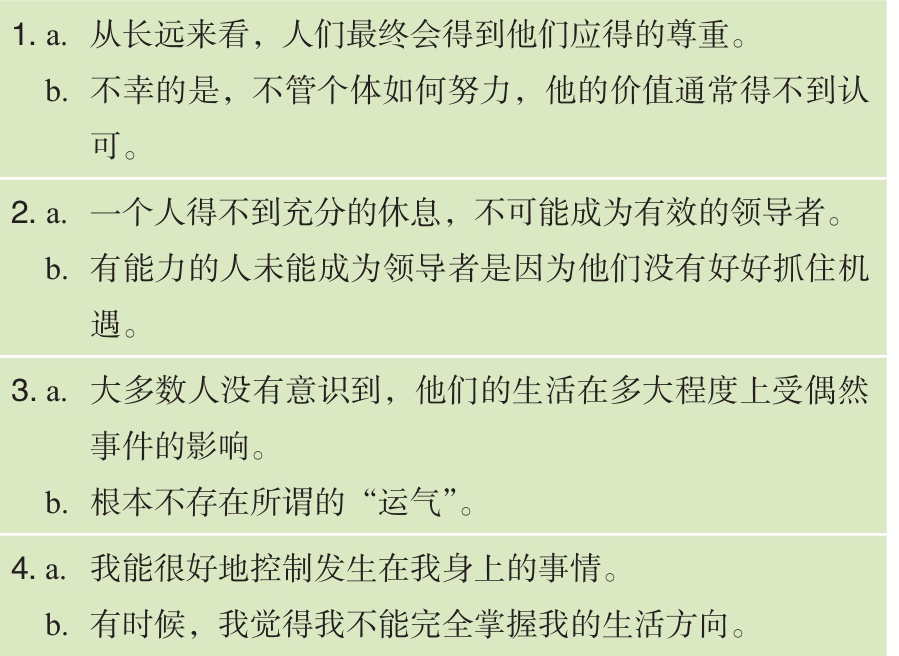 1. a. 从长远来看，人们最终会得到他们应得的尊重。
b. 不幸的是，不管个体如何努力，他的价值通常得不到认
可。
2. a. 一个人得不到充分的休息，不可能成为有效的领导者。
b. 有能力的人未能成为领导者是因为他们没有好好抓住机
遇。
3. a. 大多数人没有意识到，他们的生活在多大程度上受偶然
事件的影响。
b. 根本不存在所谓的“运气”。
4. a. 我能很好地控制发生在我身上的事情。
b. 有时候，我觉得我不能完全掌握我的生活方向。